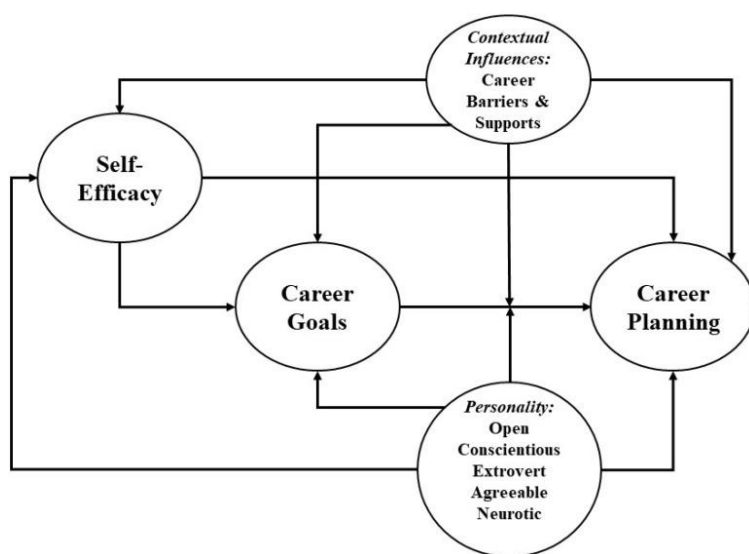 Contextual
Influences:
Career
Barriers &
Supports
Self-
Efficacy
Career
Goals
Career
Planning
Personality:
Open
Conscientious
Extrovert
Agreeable
Neurotic